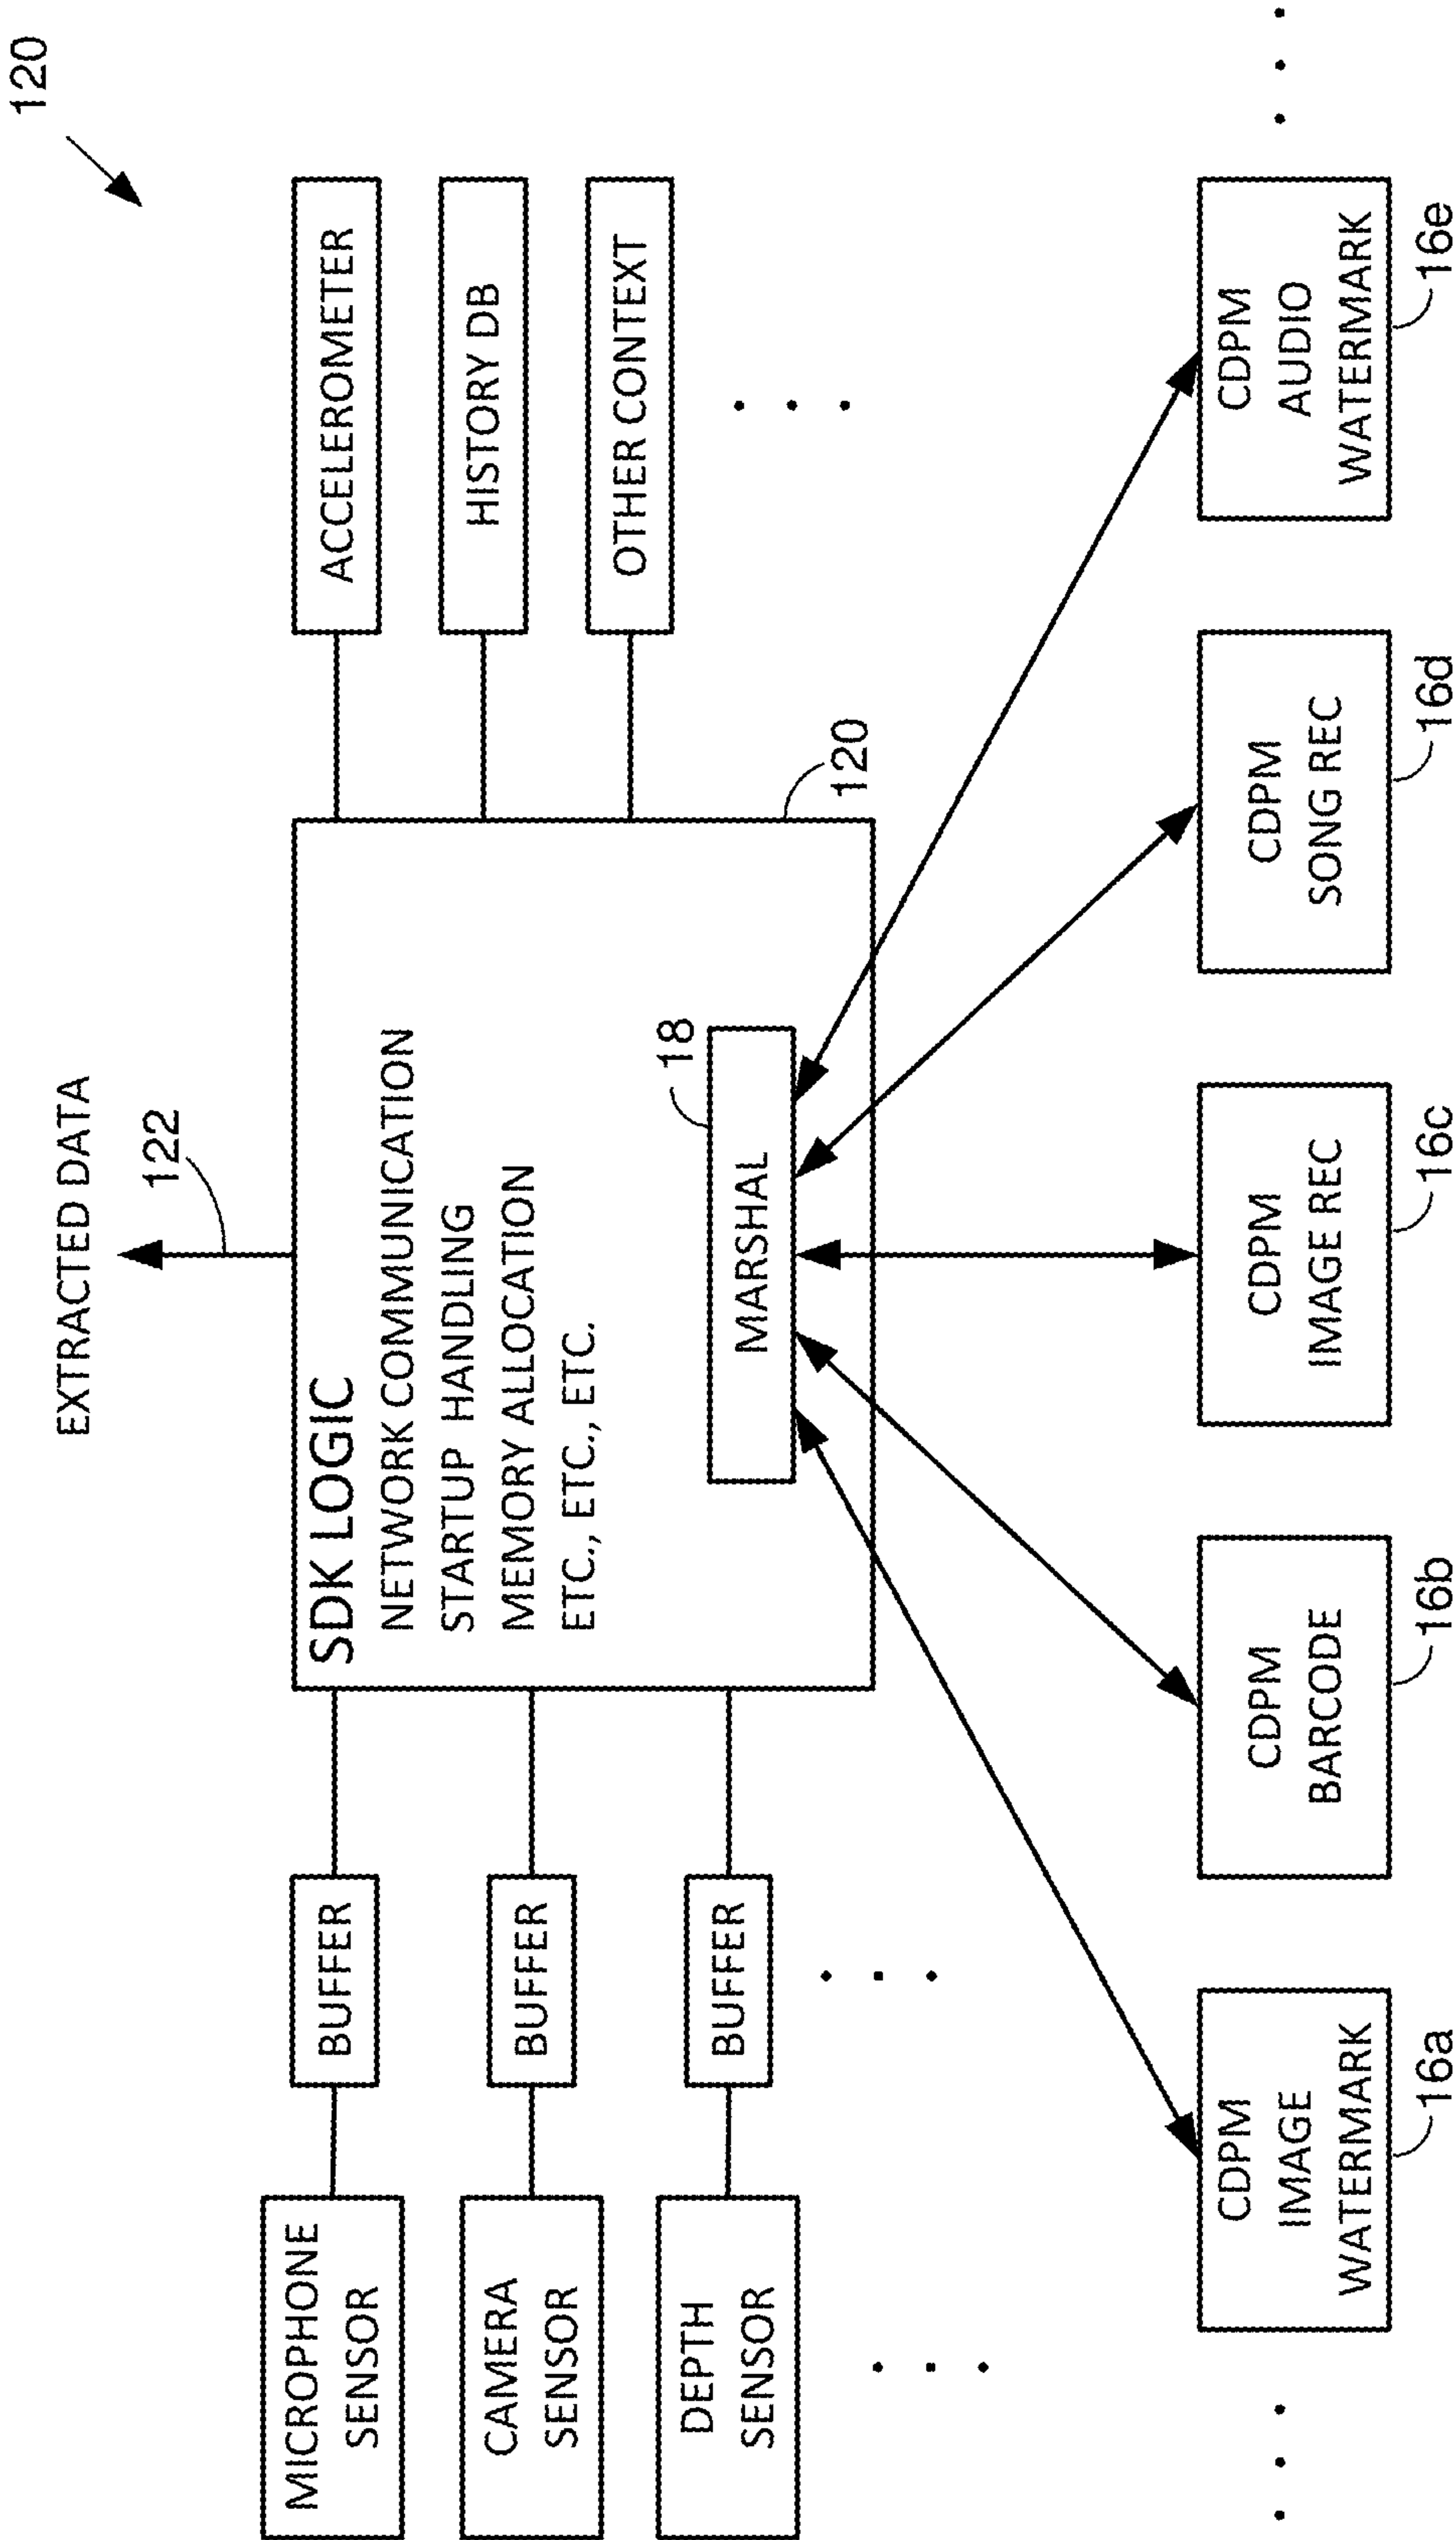 120
EXTRACTED DATA
122
MICROPHONE
SENSOR
BUFFER
CAMERA
SENSOR
BUFFER
DEPTH
SENSOR
BUFFER
SDK LOGIC
NETWORK COMMUNICATION
STARTUP HANDLING
MEMORY ALLOCATION
ETC., ETC., ETC.
18
MARSHAL
120
ACCELEROMETER
HISTORY DB
OTHER CONTEXT
CDPM
IMAGE
WATERMARK
16a
CDPM
BARCODE
16b
CDPM
IMAGE REC
16c
CDPM
SONG REC
16d
CDPM
AUDIO
WATERMARK
16e